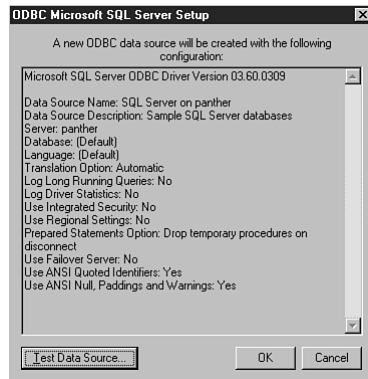 ODBC Microsoft SQL Server Setup
A new ODBC data source will be created with the following
configuration:
Microsoft SQL Server ODBC Driver Version 03.60.0309
Data Source Name: SQL Server on panther
Data Source Description: Sample SQL Server databases
Server: panther
Database: (Default)
Language: (Default)
Translation Option: Automatic
Log Long Running Queries: No
Log Driver Statistics: No
Use Integrated Security: No
Use Regional Settings: No
Prepared Statements Option: Drop temporary procedures on
disconnect
Use Failover Server: No
Use ANSI Quoted Identifiers: Yes
Use ANSI Null, Paddings and Warnings: Yes
Test Data Source...
OK
Cancel